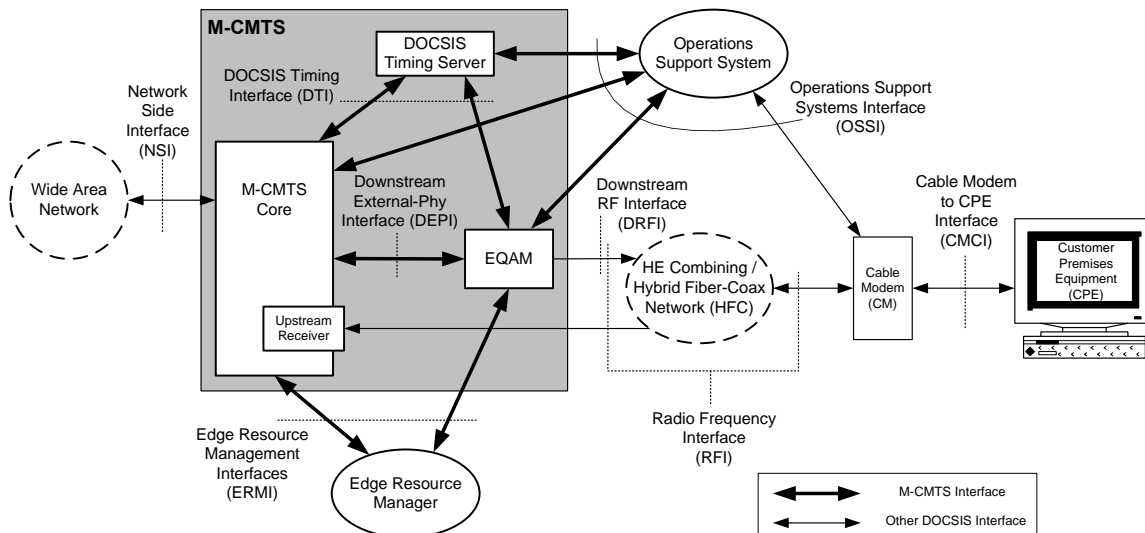 M-CMTS
DOCSIS
Timing Server
Operations
Support System
DOCSIS Timing
Interface (DTI)
Operations Support
Systems Interface
(OSSI)
Network
Side
Interface
(NSI)
Wide Area
Network
M-CMTS
Core
Downstream
External-Phy
Interface (DEPI)
EQAM
Downstream
RF Interface
(DRFI)
HE Combining /
Hybrid Fiber-Coax
Network (HFC)
Cable
Modem
(CM)
Cable Modem
to CPE
Interface
(CMCI)
Customer
Premises
Equipment
(CPE)
Upstream
Receiver
Radio Frequency
Interface
(RFI)
Edge Resource
Management
Interfaces
(ERMI)
Edge Resource
Manager
M-CMTS Interface
Other DOCSIS Interface